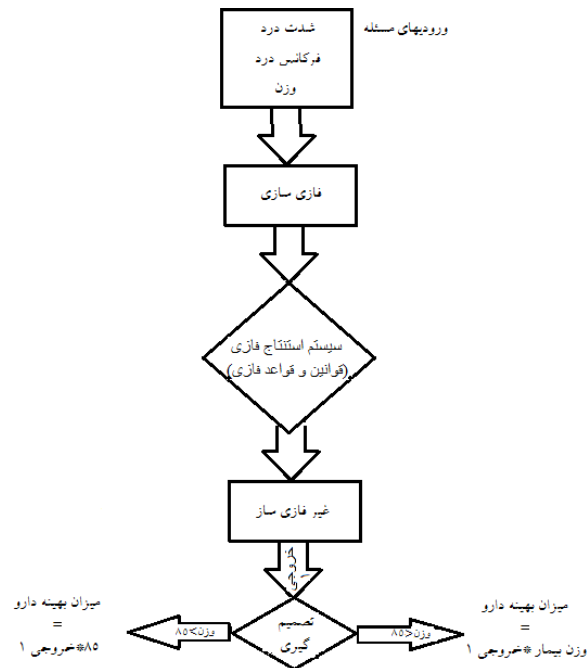 ورودیهای مسئله
شدت درد
فرکانس درد
وزن
فازی سازی
سیستم استنتاج فازی
(قوانین و قواعد فازی)
غیر فازی ساز
خروجی
۱
تصمیم
گیری
وزن<۸۵
میزان بهینه دارو
=
وزن بیمار*خروجی ۱
وزن>۸۵
میزان بهینه دارو
=
۸۵*خروجی ۱